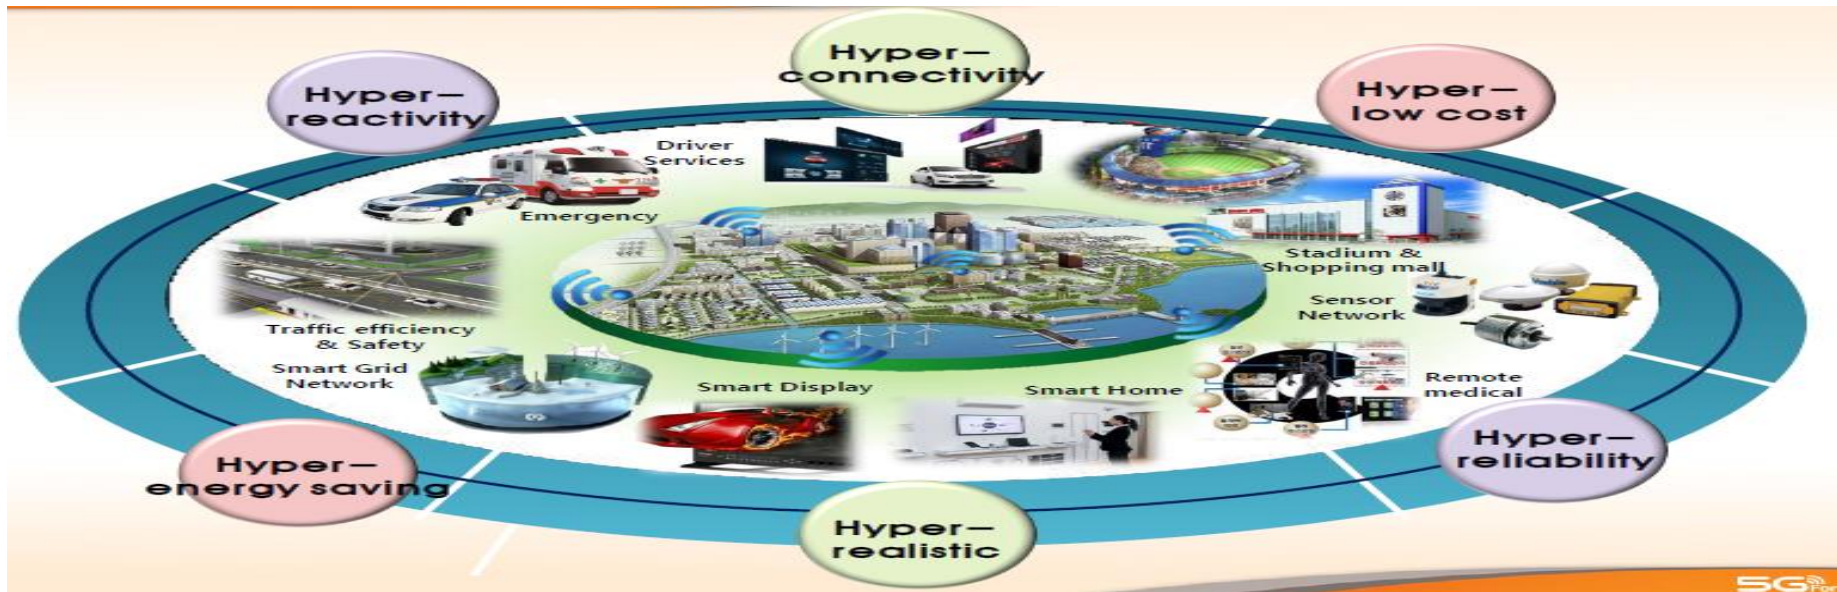 Hyper-
connectivity
Hyper-
reactivity
Hyper-
low cost
Driver
Services
Emergency
Stadium &
Shopping mall
Sensor
Network
Traffic efficiency
& Safety
Smart Grid
Network
Smart Display
Smart Home
Remote
medical
Hyper-
energy saving
Hyper-
reliability
Hyper-
realistic
5G For